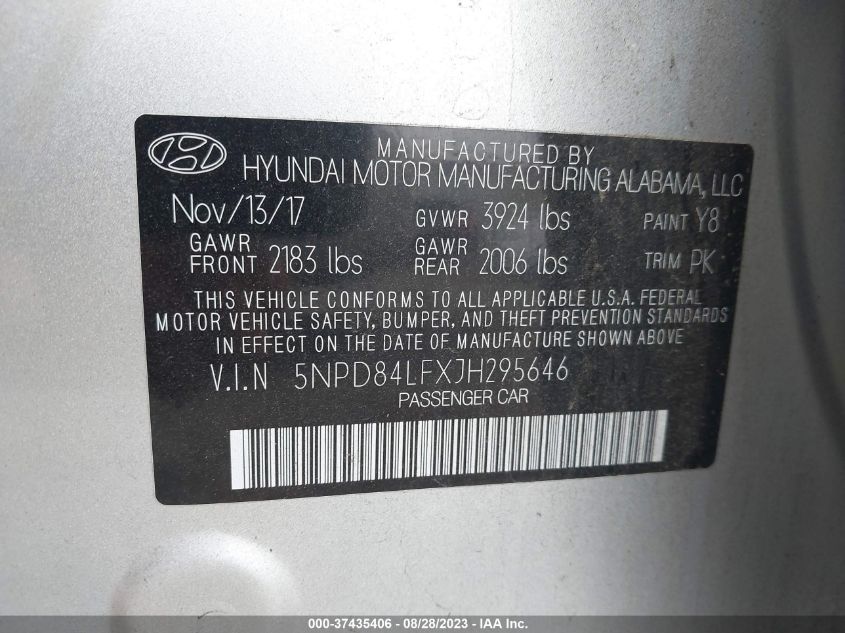 MANUFACTURED BY
HYUNDAI MOTOR MANUFACTURING ALABAMA, LLC
Nov/13/17 GVWR 3924 lbs PAINT Y8
GAWR FRONT 2183 lbs GAWR REAR 2006 lbs TRIM PK
THIS VEHICLE CONFORMS TO ALL APPLICABLE U.S.A. FEDERAL
MOTOR VEHICLE SAFETY, BUMPER, AND THEFT PREVENTION STANDARDS
IN EFFECT ON THE DATE OF MANUFACTURE SHOWN ABOVE.
V.I.N 5NPD84LFXJH295646
PASSENGER CAR
000-37435406 - 08/28/2023 - IAA Inc.